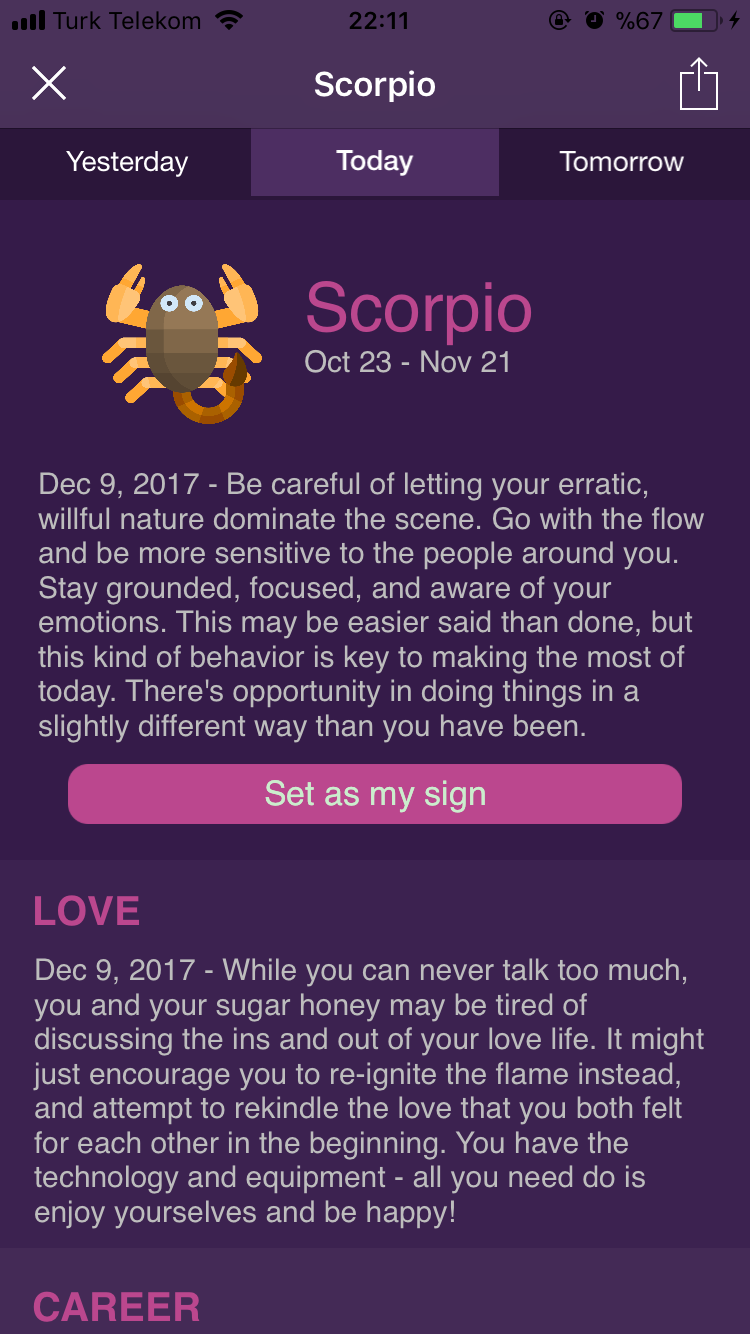 Turk Telekom 22:11 %67
Scorpio
Yesterday Today Tomorrow
Scorpio
Oct 23 - Nov 21
Dec 9, 2017 - Be careful of letting your erratic,
willful nature dominate the scene. Go with the flow
and be more sensitive to the people around you.
Stay grounded, focused, and aware of your
emotions. This may be easier said than done, but
this kind of behavior is key to making the most of
today. There's opportunity in doing things in a
slightly different way than you have been.
Set as my sign
LOVE
Dec 9, 2017 - While you can never talk too much,
you and your sugar honey may be tired of
discussing the ins and out of your love life. It might
just encourage you to re-ignite the flame instead,
and attempt to rekindle the love that you both felt
for each other in the beginning. You have the
technology and equipment - all you need do is
enjoy yourselves and be happy!
CAREER